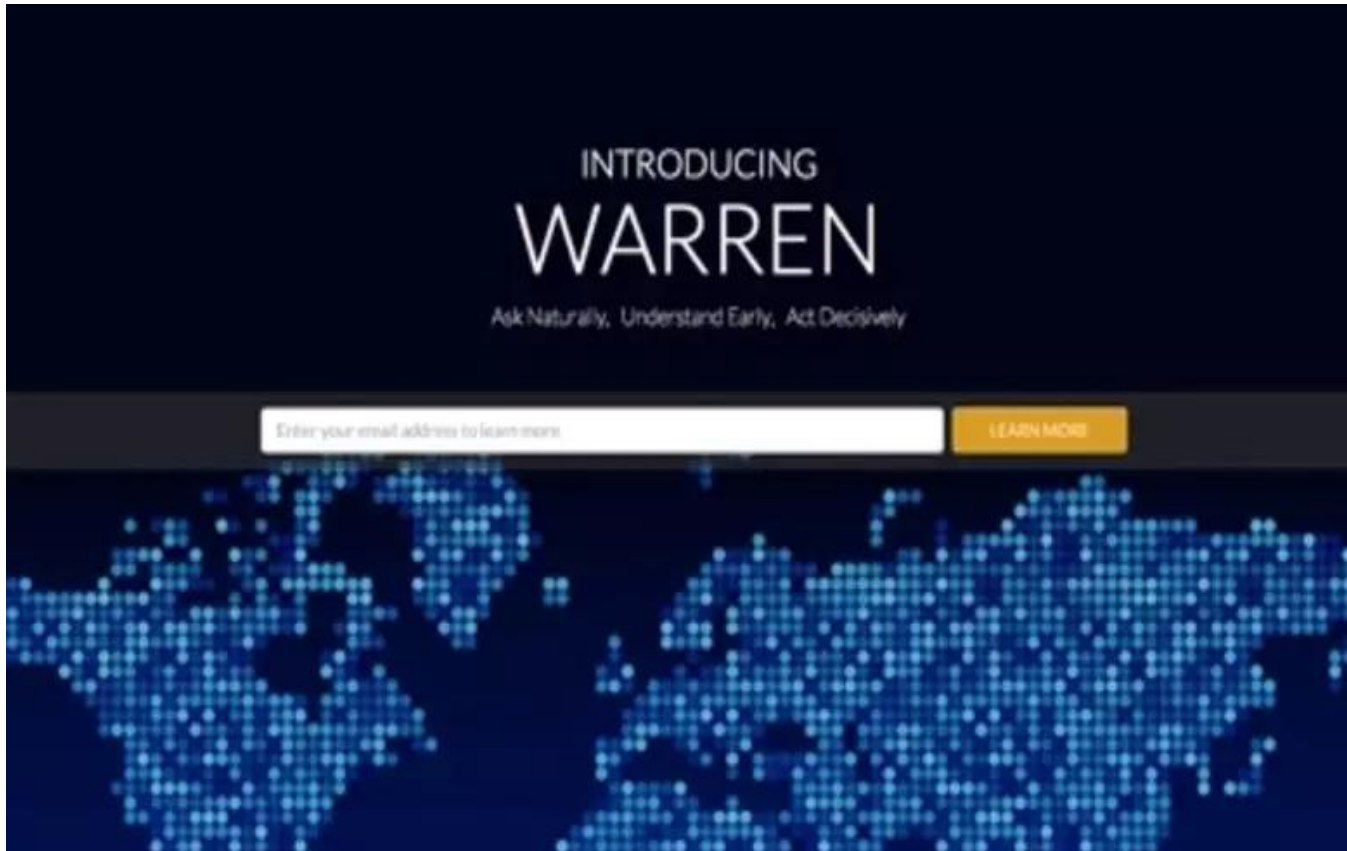 INTRODUCING
WARREN
Ask Naturally, Understand Early, Act Decisively
Enter your email address to learn more
LEARN MORE